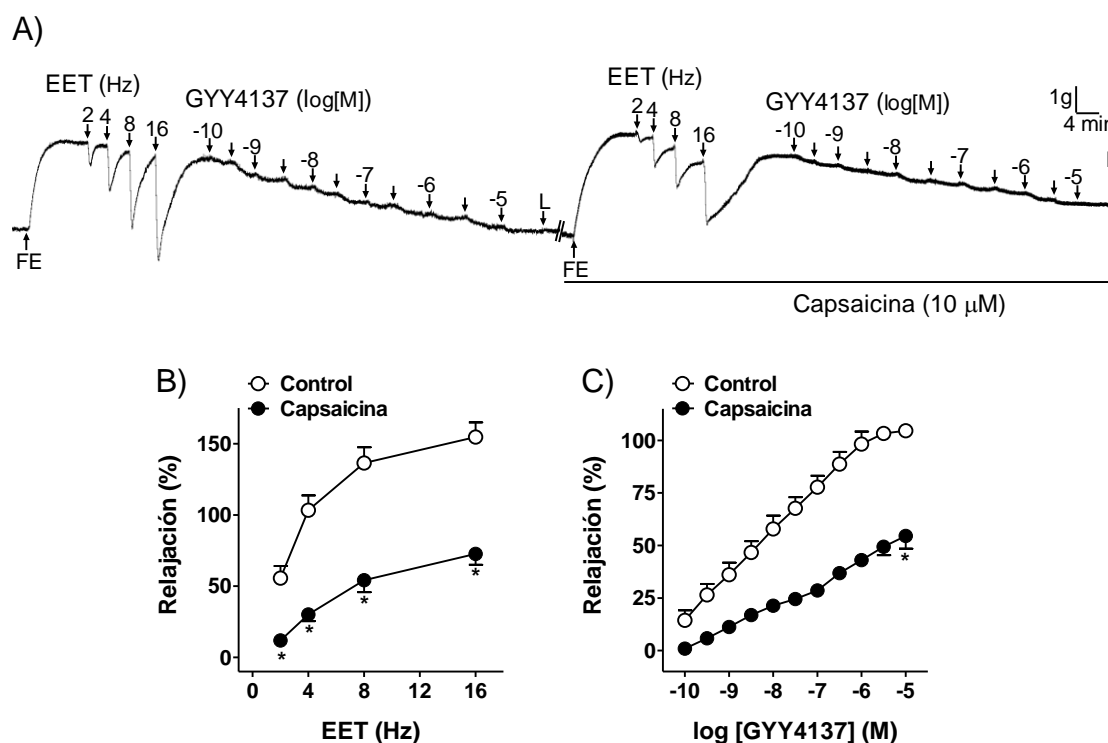 A)
EET (Hz)
GYY4137 (log[M])
2 4 8 16
-10 -9 -8 -7 -6 -5 L
FE
EET (Hz)
GYY4137 (log[M])
2 4 8 16
-10 -9 -8 -7 -6 -5
1g
4 min
FE
Capsaicina (10 µM)
B)
Control
Capsaicina
Relajación (%)
150
100
50
0
* * * *
0 4 8 12 16
EET (Hz)
C)
Control
Capsaicina
Relajación (%)
100
75
50
25
0
*
-10 -9 -8 -7 -6 -5
log [GYY4137] (M)